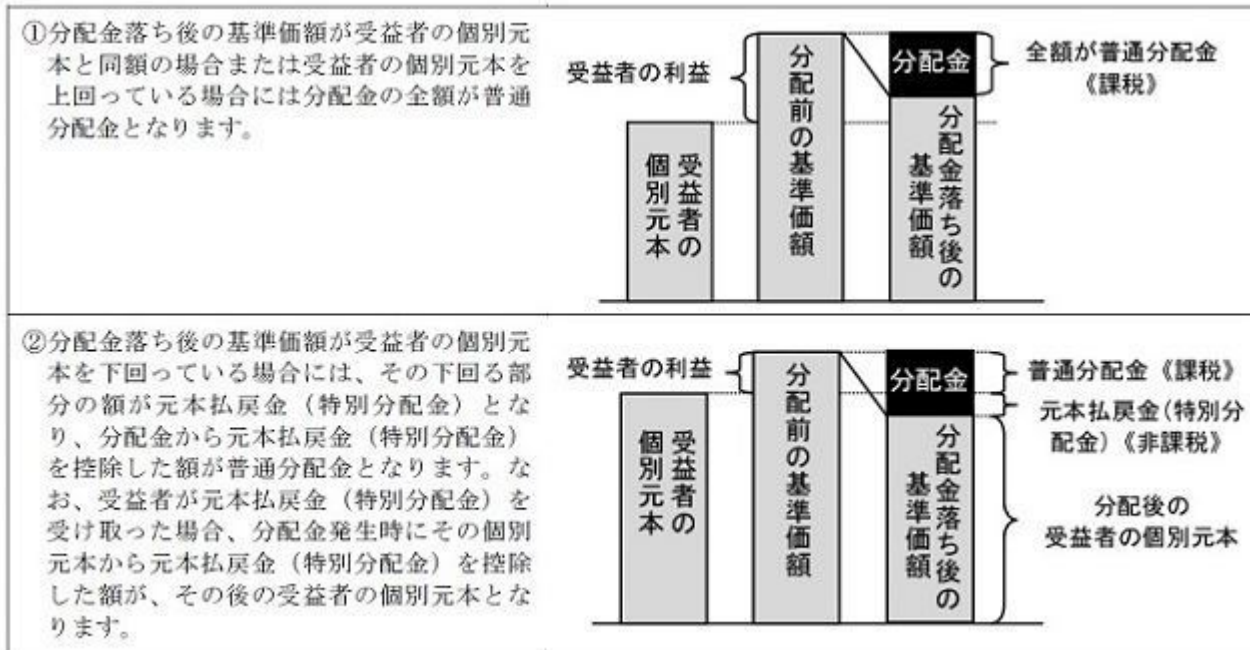 ①分配金落ち後の基準価額が受益者の個別元
本と同額の場合または受益者の個別元本を
上回っている場合には分配金の全額が普通
分配金となります。
受益者の利益
受益者の
個別元本
分配前の基準価額
分配金
分配金落ち後の
基準価額
全額が普通分配金
《課税》
②分配金落ち後の基準価額が受益者の個別元
本を下回っている場合には、その下回る部
分の額が元本払戻金（特別分配金）とな
り、分配金から元本払戻金（特別分配金）
を控除した額が普通分配金となります。な
お、受益者が元本払戻金（特別分配金）を
受け取った場合、分配金発生時にその個別
元本から元本払戻金（特別分配金）を控除
した額が、その後の受益者の個別元本とな
ります。
受益者の利益
受益者の
個別元本
分配前の基準価額
分配金
分配金落ち後の
基準価額
普通分配金《課税》
元本払戻金(特別分
配金)《非課税》
分配後の
受益者の個別元本